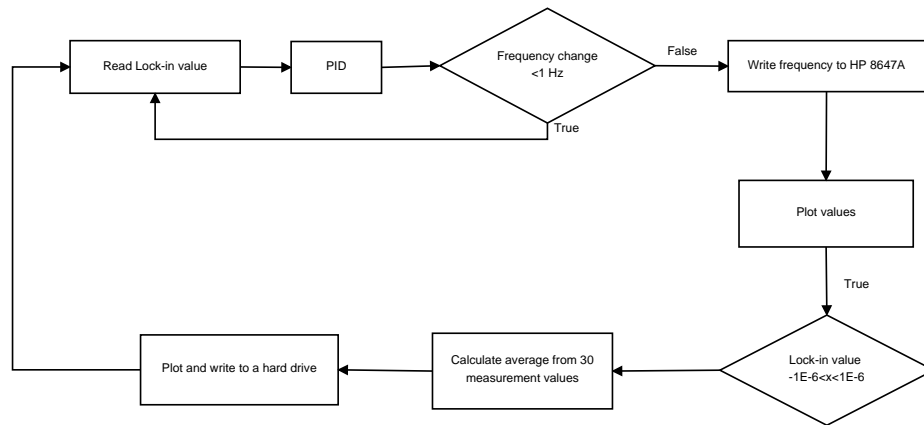 Read Lock-in value
PID
Frequency change
<1 Hz
False
Write frequency to HP 8647A
True
Plot values
True
Lock-in value
-1E-6<x<1E-6
Calculate average from 30
measurement values
Plot and write to a hard drive